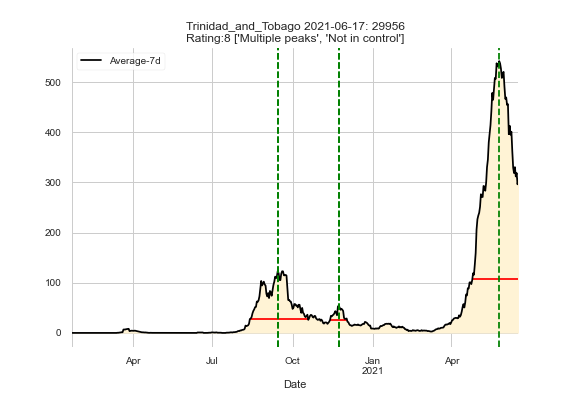 Trinidad_and_Tobago 2021-06-17: 29956
Rating:8 ['Multiple peaks', 'Not in control']
Average-7d
500
400
300
200
100
0
Apr Jul Oct Jan Apr
2021
Date